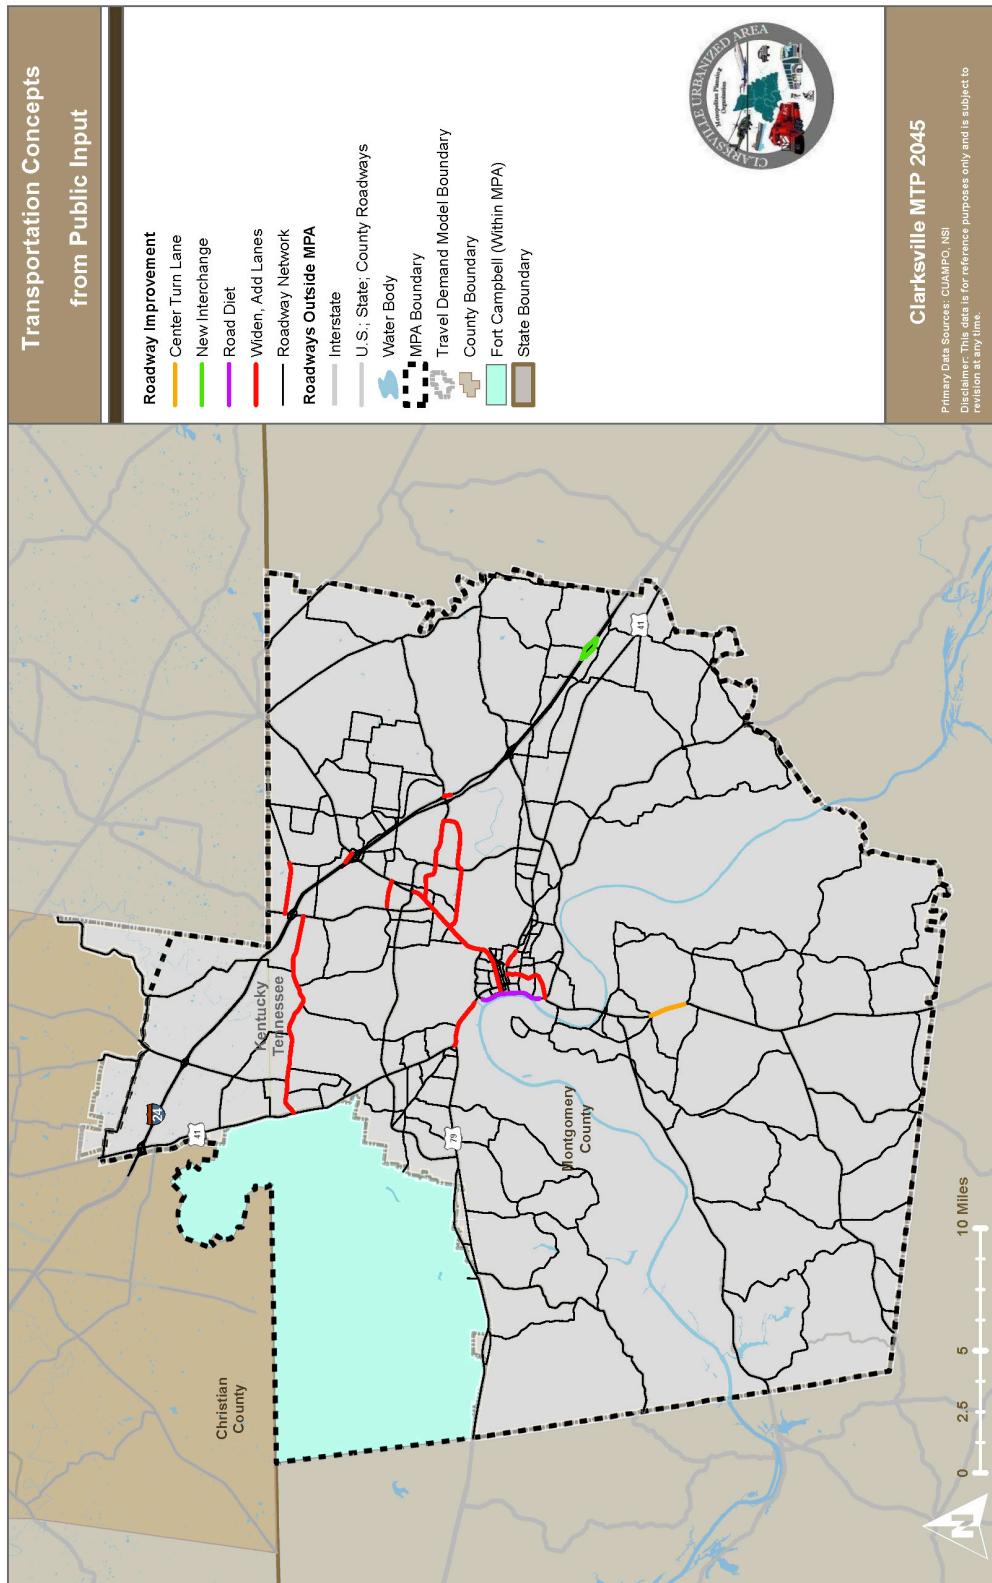 Transportation Concepts
from Public Input
Roadway Improvement
Center Turn Lane
New Interchange
Road Diet
Widen, Add Lanes
Roadway Network
Roadways Outside MPA
Interstate
U.S.; State; County Roadways
Water Body
MPA Boundary
Travel Demand Model Boundary
County Boundary
Fort Campbell (Within MPA)
State Boundary
CLARKSVILLE URBANIZED AREA
Metropolitan Planning
Organization
Clarksville MTP 2045
Primary Data Sources: CUAMPO, NSI
Disclaimer: This data is for reference purposes only and is subject to
revision at any time.
Christian
County
24
41
Kentucky
Tennessee
79
Montgomery
County
41
N
0
2.5
5
10 Miles